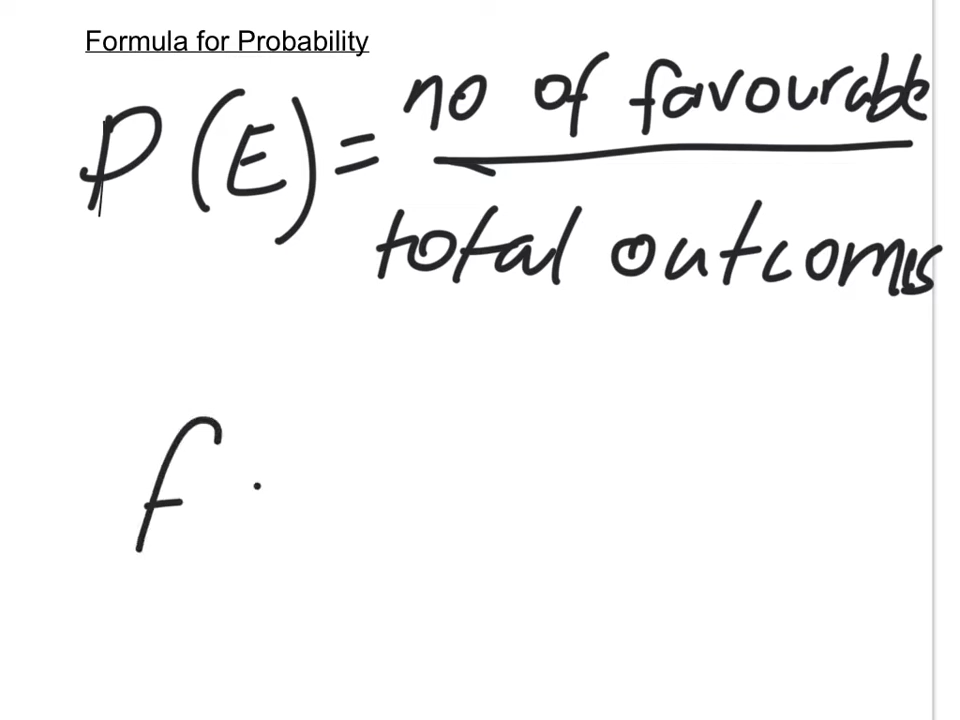 Formula for Probability
P(E) = no of favourable
total outcomes
f